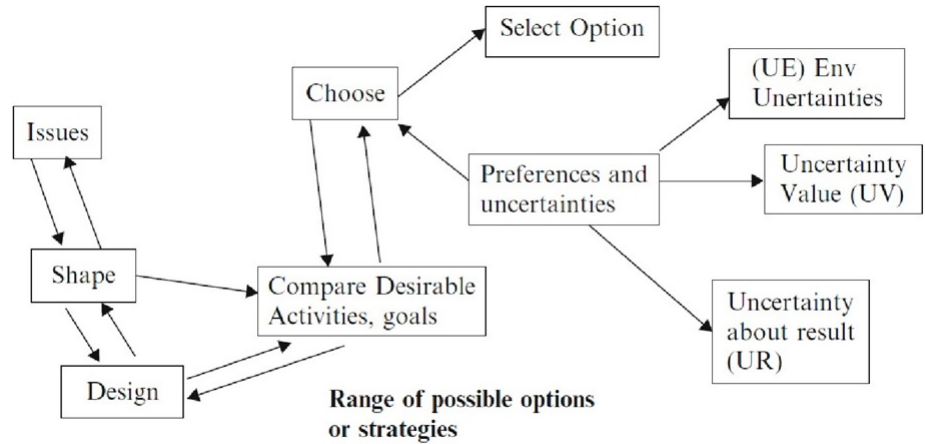 Select Option
Choose
(UE) Env
Unertainties
Issues
Preferences and
uncertainties
Uncertainty
Value (UV)
Shape
Compare Desirable
Activities, goals
Uncertainty
about result
(UR)
Design
Range of possible options
or strategies